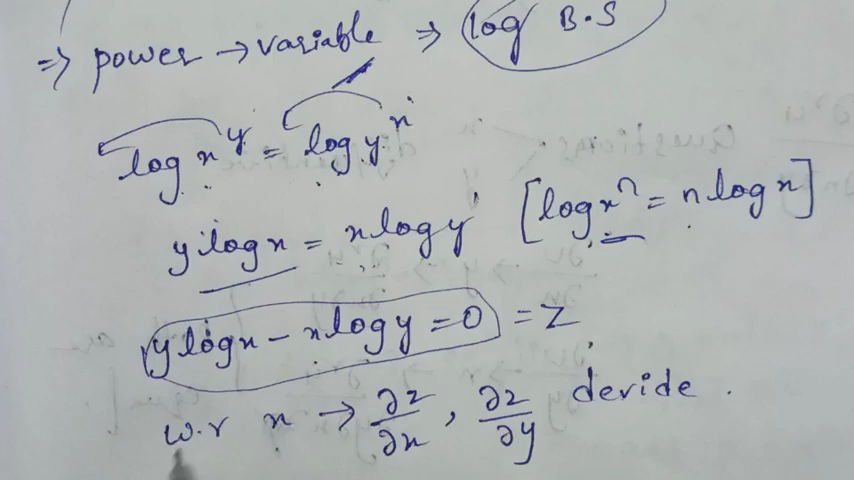 ⇒ power → variable ⇒ log B.S
log x^y = log y^x
y log x = x log y [log x^n = n log x]
y log x - x log y = 0 = Z
w.r x → ∂z/∂x , ∂z/∂y devide .